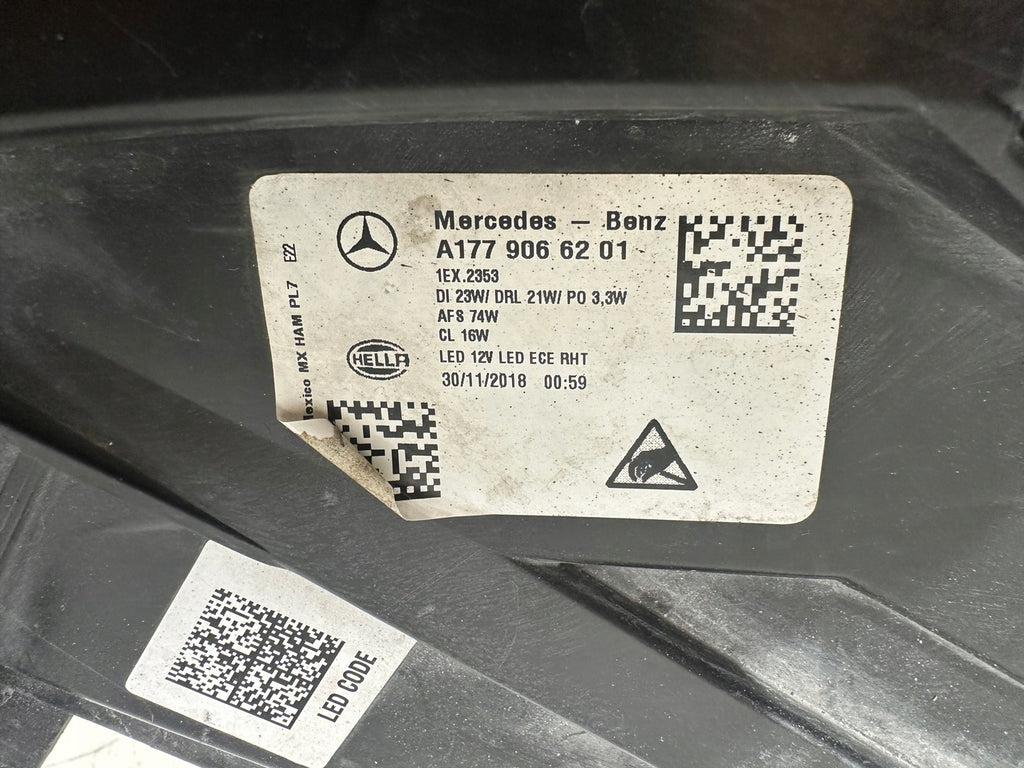 Mercedes – Benz
A177 906 62 01
1EX.2353
DI 23W/ DRL 21W/ PO 3,3W
AFS 74W
CL 16W
LED 12V LED ECE RHT
30/11/2018 00:59
HELLA
MX HAM PL7 E22
LED CODE